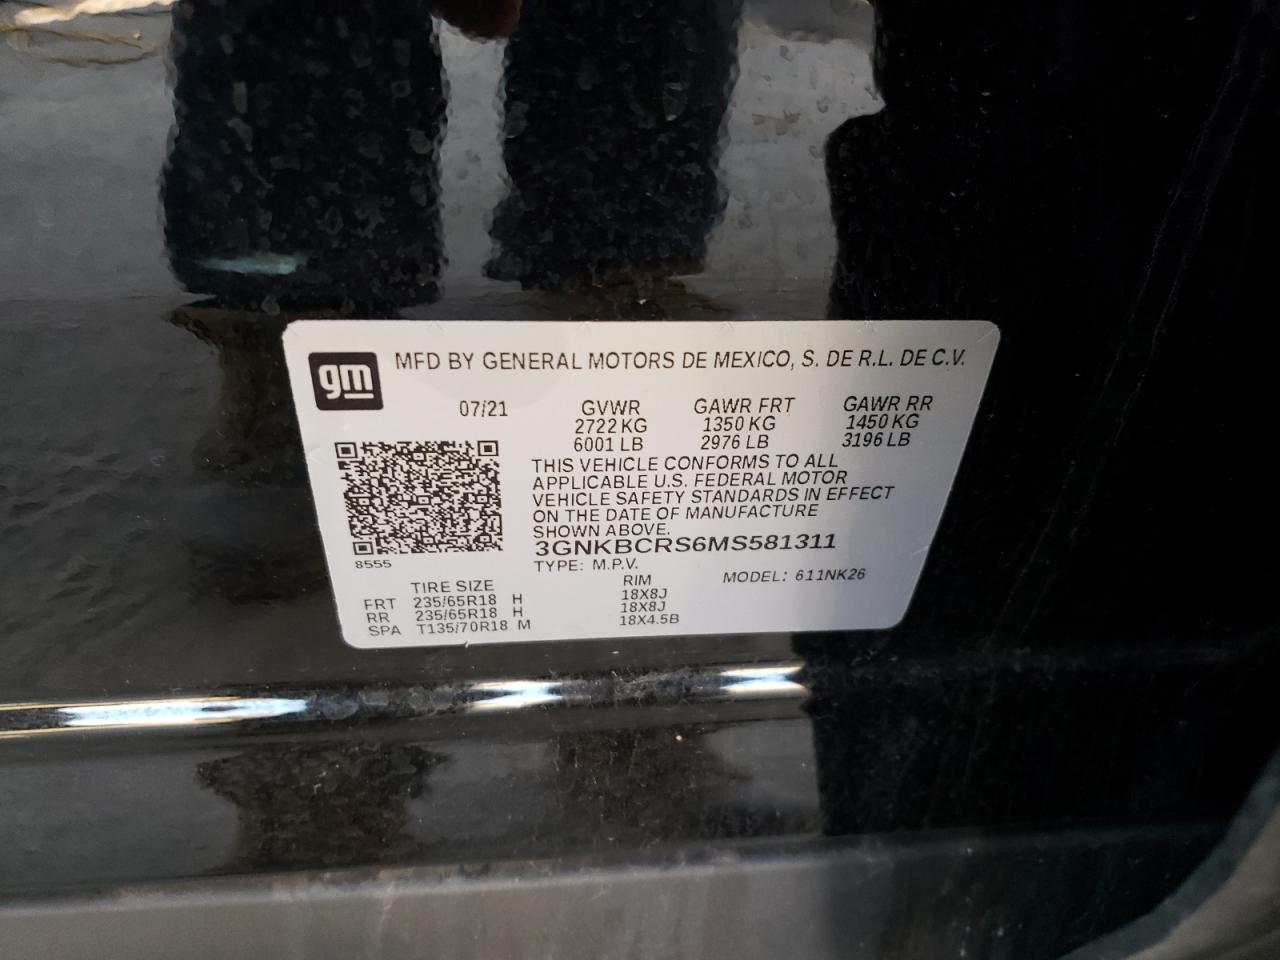 gm MFD BY GENERAL MOTORS DE MEXICO, S. DE R.L. DE C.V.
07/21 GVWR GAWR FRT GAWR RR
2722 KG 1350 KG 1450 KG
6001 LB 2976 LB 3196 LB
THIS VEHICLE CONFORMS TO ALL
APPLICABLE U.S. FEDERAL MOTOR
VEHICLE SAFETY STANDARDS IN EFFECT
ON THE DATE OF MANUFACTURE
SHOWN ABOVE.
3GNKBCRS6MS581311
8555
TYPE: M.P.V. MODEL: 611NK26
TIRE SIZE RIM
FRT 235/65R18 H 18X8J
RR 235/65R18 H 18X8J
SPA T135/70R18 M 18X4.5B